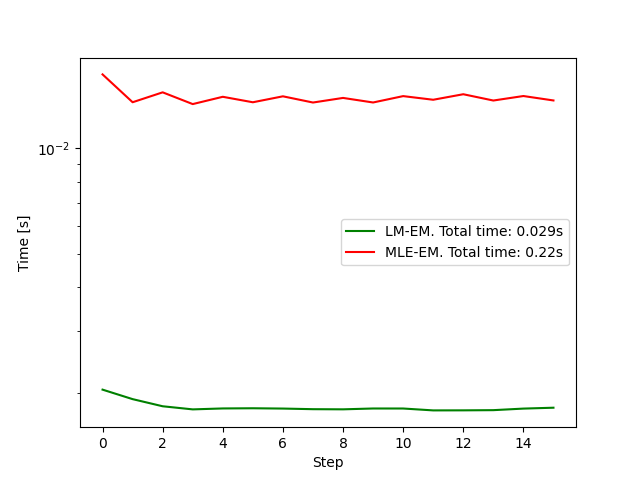 10⁻²
Time [s]
LM-EM. Total time: 0.029s
MLE-EM. Total time: 0.22s
0 2 4 6 8 10 12 14
Step